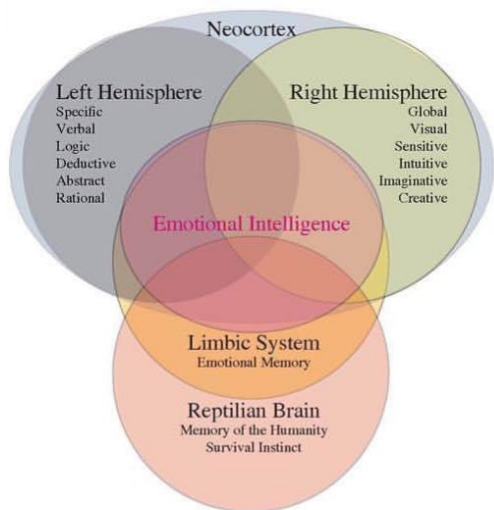 Neocortex
Left Hemisphere
Specific
Verbal
Logic
Deductive
Abstract
Rational
Right Hemisphere
Global
Visual
Sensitive
Intuitive
Imaginative
Creative
Emotional Intelligence
Limbic System
Emotional Memory
Reptilian Brain
Memory of the Humanity
Survival Instinct